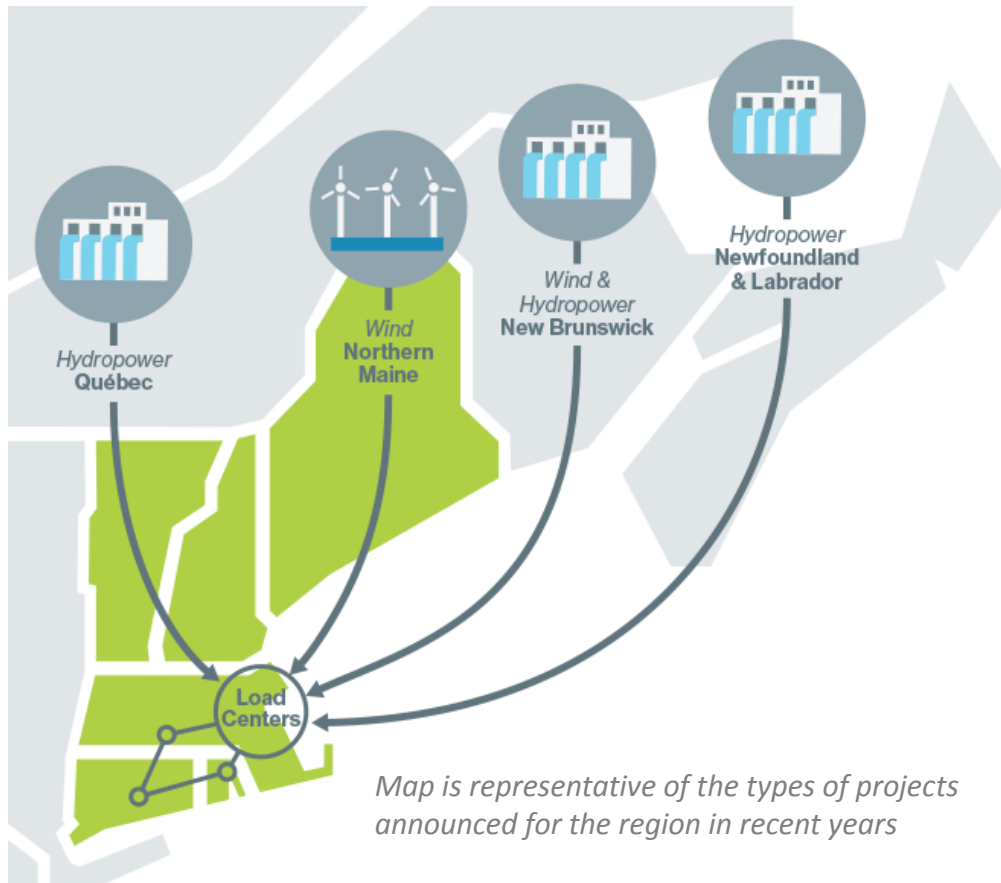 Hydropower
Québec
Wind
Northern
Maine
Wind &
Hydropower
New Brunswick
Hydropower
Newfoundland
& Labrador
Load
Centers
Map is representative of the types of projects
announced for the region in recent years